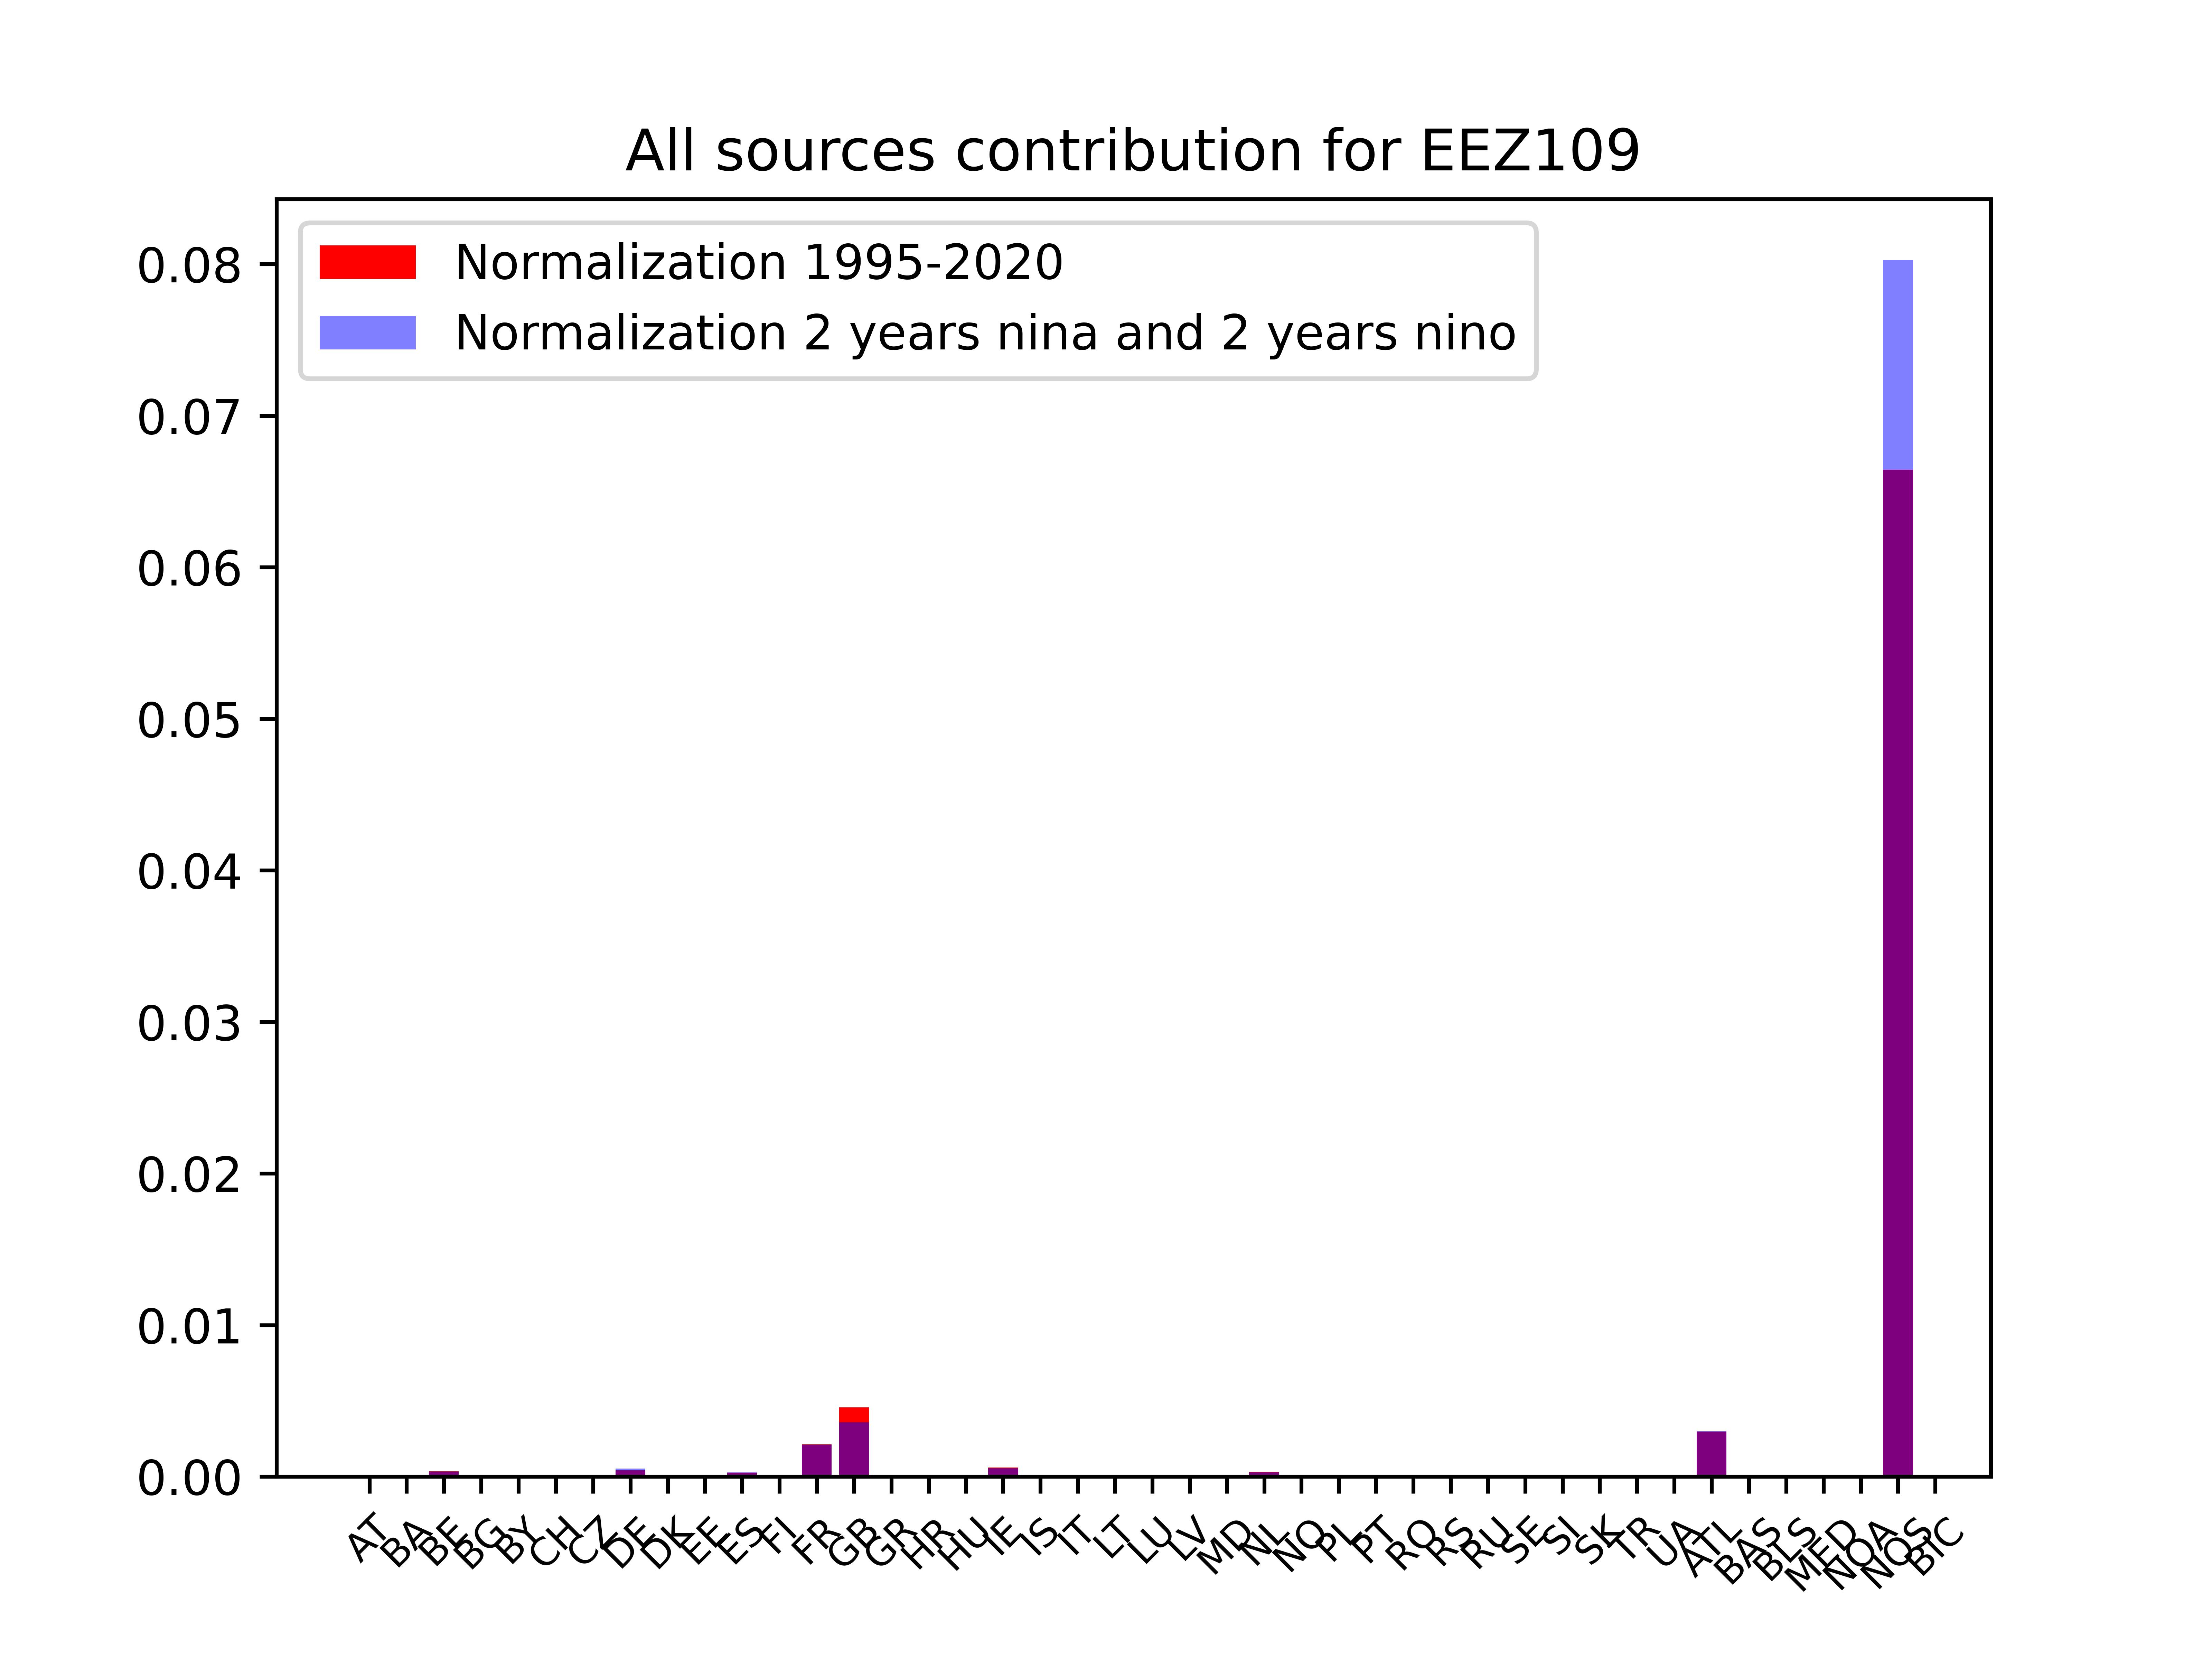 All sources contribution for EEZ109
Normalization 1995-2020
Normalization 2 years nina and 2 years nino
0.08
0.07
0.06
0.05
0.04
0.03
0.02
0.01
0.00
AT BA BE BG BY CH CZ DE DK EE ES FI FR GB GR HR HU IE IS IT LT LU LV MD NL NO PL PT RO RS RU SE SI SK TR UA ATL BAS BLS MED NOA NOS BIC